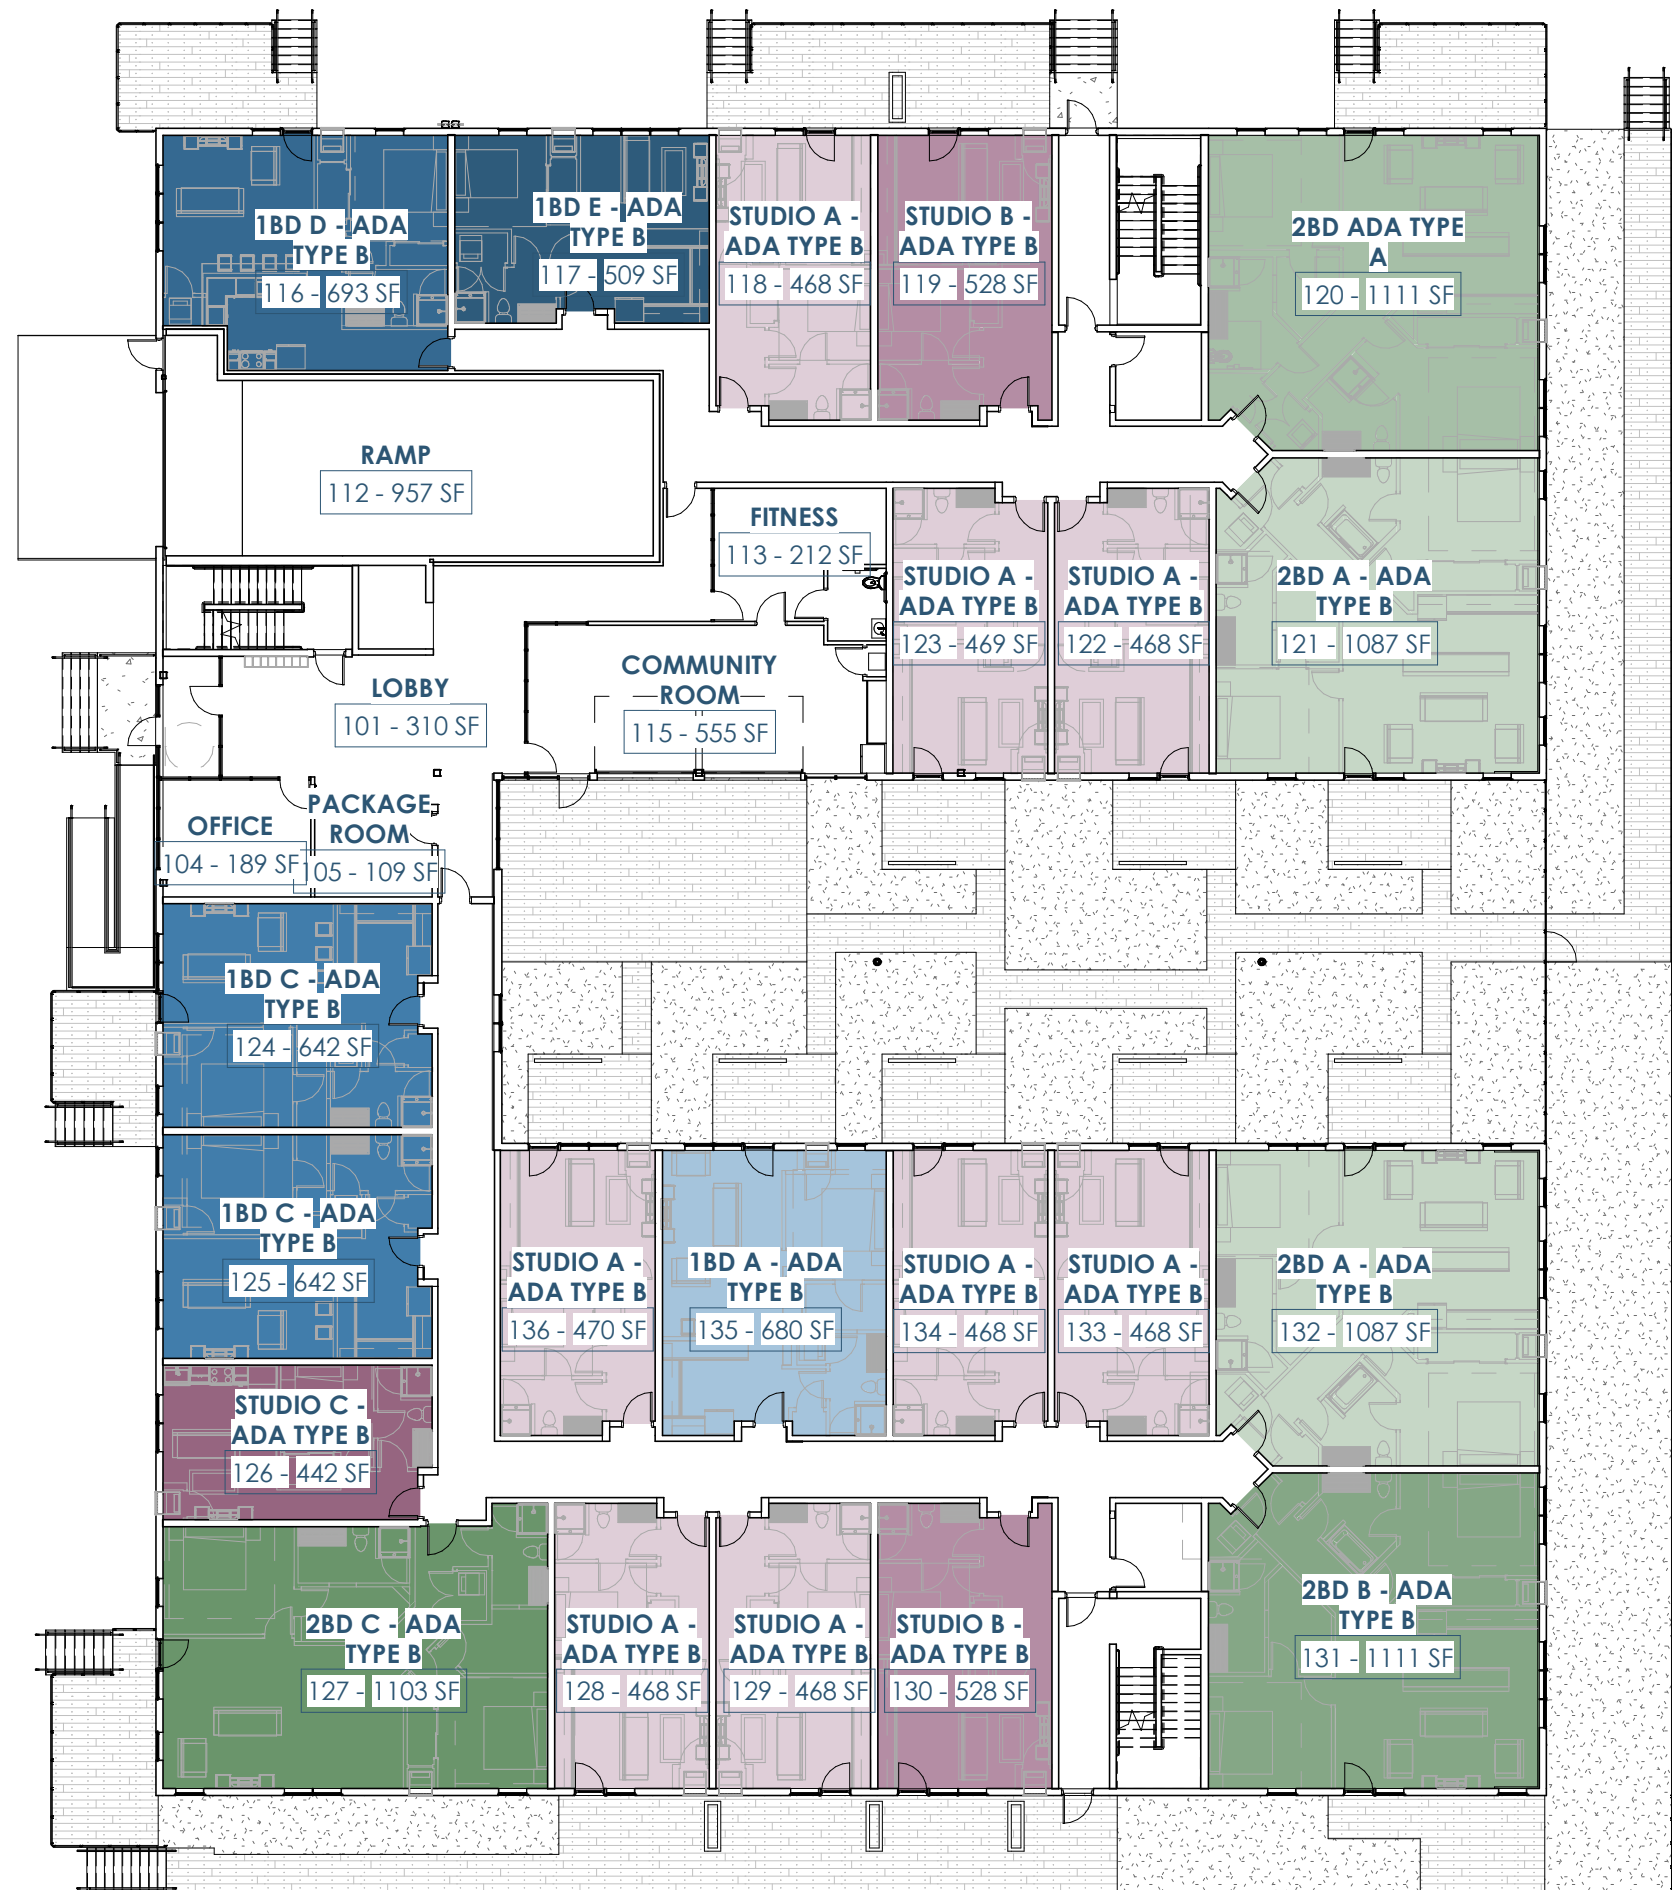 1BD D - ADA
TYPE B
116 - 693 SF
1BD E - ADA
TYPE B
117 - 509 SF
STUDIO A -
ADA TYPE B
118 - 468 SF
STUDIO B -
ADA TYPE B
119 - 528 SF
2BD ADA TYPE
A
120 - 1111 SF
RAMP
112 - 957 SF
FITNESS
113 - 212 SF
STUDIO A -
ADA TYPE B
123 - 469 SF
STUDIO A -
ADA TYPE B
122 - 468 SF
2BD A - ADA
TYPE B
121 - 1087 SF
COMMUNITY
ROOM
115 - 555 SF
LOBBY
101 - 310 SF
OFFICE
104 - 189 SF
PACKAGE
ROOM
105 - 109 SF
1BD C - ADA
TYPE B
124 - 642 SF
1BD C - ADA
TYPE B
125 - 642 SF
STUDIO A -
ADA TYPE B
136 - 470 SF
1BD A - ADA
TYPE B
135 - 680 SF
STUDIO A -
ADA TYPE B
134 - 468 SF
STUDIO A -
ADA TYPE B
133 - 468 SF
2BD A - ADA
TYPE B
132 - 1087 SF
STUDIO C -
ADA TYPE B
126 - 442 SF
2BD C - ADA
TYPE B
127 - 1103 SF
STUDIO A -
ADA TYPE B
128 - 468 SF
STUDIO A -
ADA TYPE B
129 - 468 SF
STUDIO B -
ADA TYPE B
130 - 528 SF
2BD B - ADA
TYPE B
131 - 1111 SF